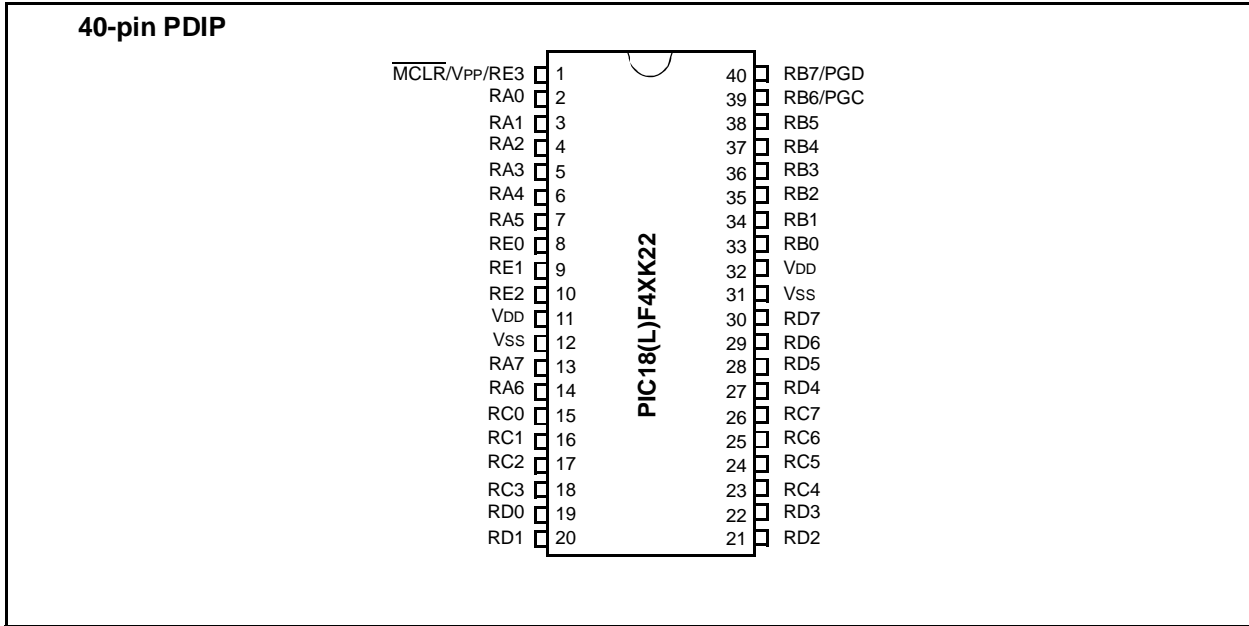 40-pin PDIP
MCLR/VPP/RE3 1 40 RB7/PGD
RA0 2 39 RB6/PGC
RA1 3 38 RB5
RA2 4 37 RB4
RA3 5 36 RB3
RA4 6 35 RB2
RA5 7 34 RB1
RE0 8 33 RB0
RE1 9 32 VDD
RE2 10 31 VSS
VDD 11 30 RD7
VSS 12 29 RD6
RA7 13 28 RD5
RA6 14 27 RD4
RC0 15 26 RC7
RC1 16 25 RC6
RC2 17 24 RC5
RC3 18 23 RC4
RD0 19 22 RD3
RD1 20 21 RD2
PIC18(L)F4XK22